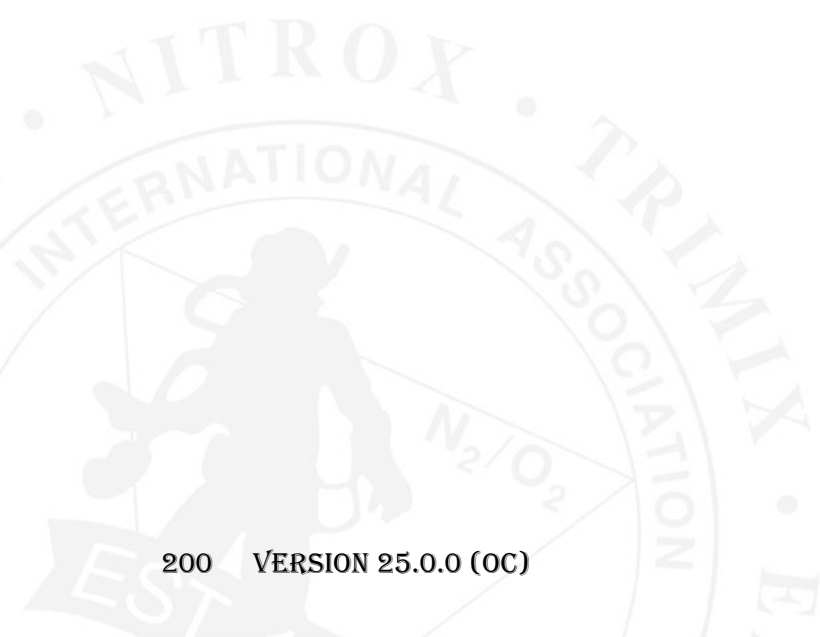 • NITROX • TRIMIX •
INTERNATIONAL ASSOCIATION
N₂/O₂
EST
200 VERSION 25.0.0 (OC)